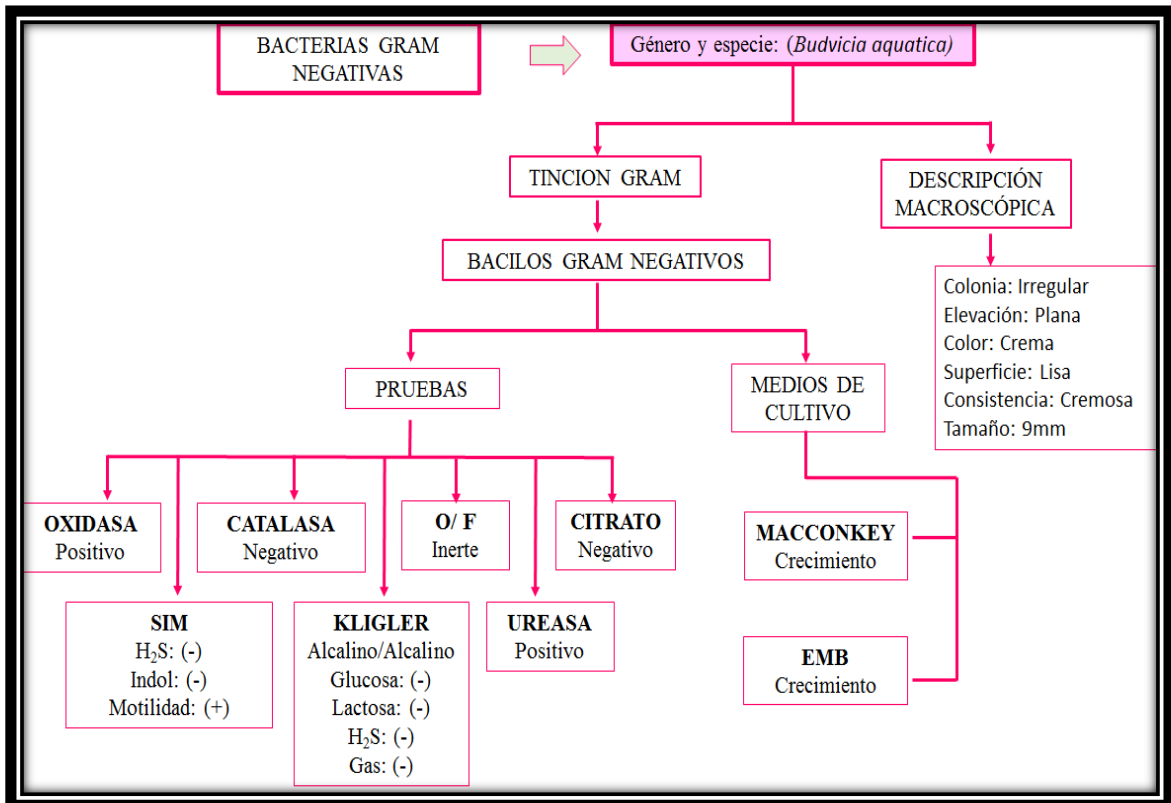 BACTERIAS GRAM
NEGATIVAS
Género y especie: (Budvicia aquatica)
TINCION GRAM
DESCRIPCIÓN
MACROSCÓPICA
BACILOS GRAM NEGATIVOS
Colonia: Irregular
Elevación: Plana
Color: Crema
Superficie: Lisa
Consistencia: Cremosa
Tamaño: 9mm
PRUEBAS
MEDIOS DE
CULTIVO
OXIDASA
Positivo
CATALASA
Negativo
O/ F
Inerte
CITRATO
Negativo
SIM
H₂S: (-)
Indol: (-)
Motilidad: (+)
KLIGLER
Alcalino/Alcalino
Glucosa: (-)
Lactosa: (-)
H₂S: (-)
Gas: (-)
UREASA
Positivo
MACCONKEY
Crecimiento
EMB
Crecimiento